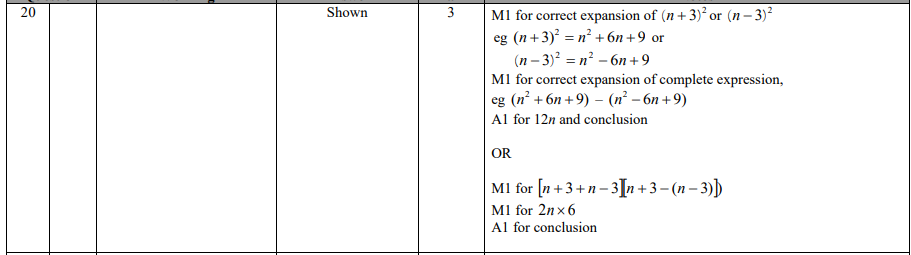 20 Shown 3 M1 for correct expansion of (n + 3)² or (n – 3)²
eg (n + 3)² = n² + 6n + 9 or
(n – 3)² = n² – 6n + 9
M1 for correct expansion of complete expression,
eg (n² + 6n + 9) – (n² – 6n + 9)
A1 for 12n and conclusion
OR
M1 for [n + 3 + n – 3][n + 3 – (n – 3)])
M1 for 2n × 6
A1 for conclusion